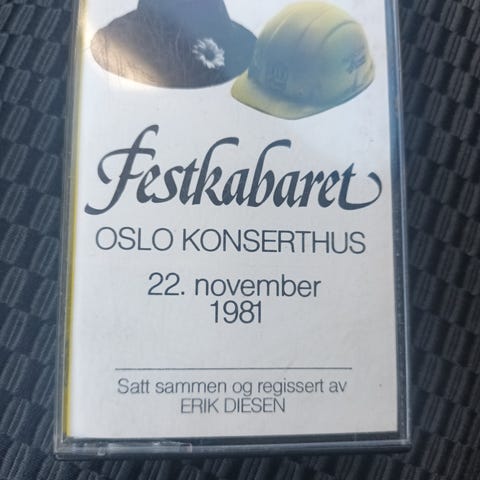 Festkabaret
OSLO KONSERTHUS
22. november
1981
Satt sammen og regissert av
ERIK DIESEN